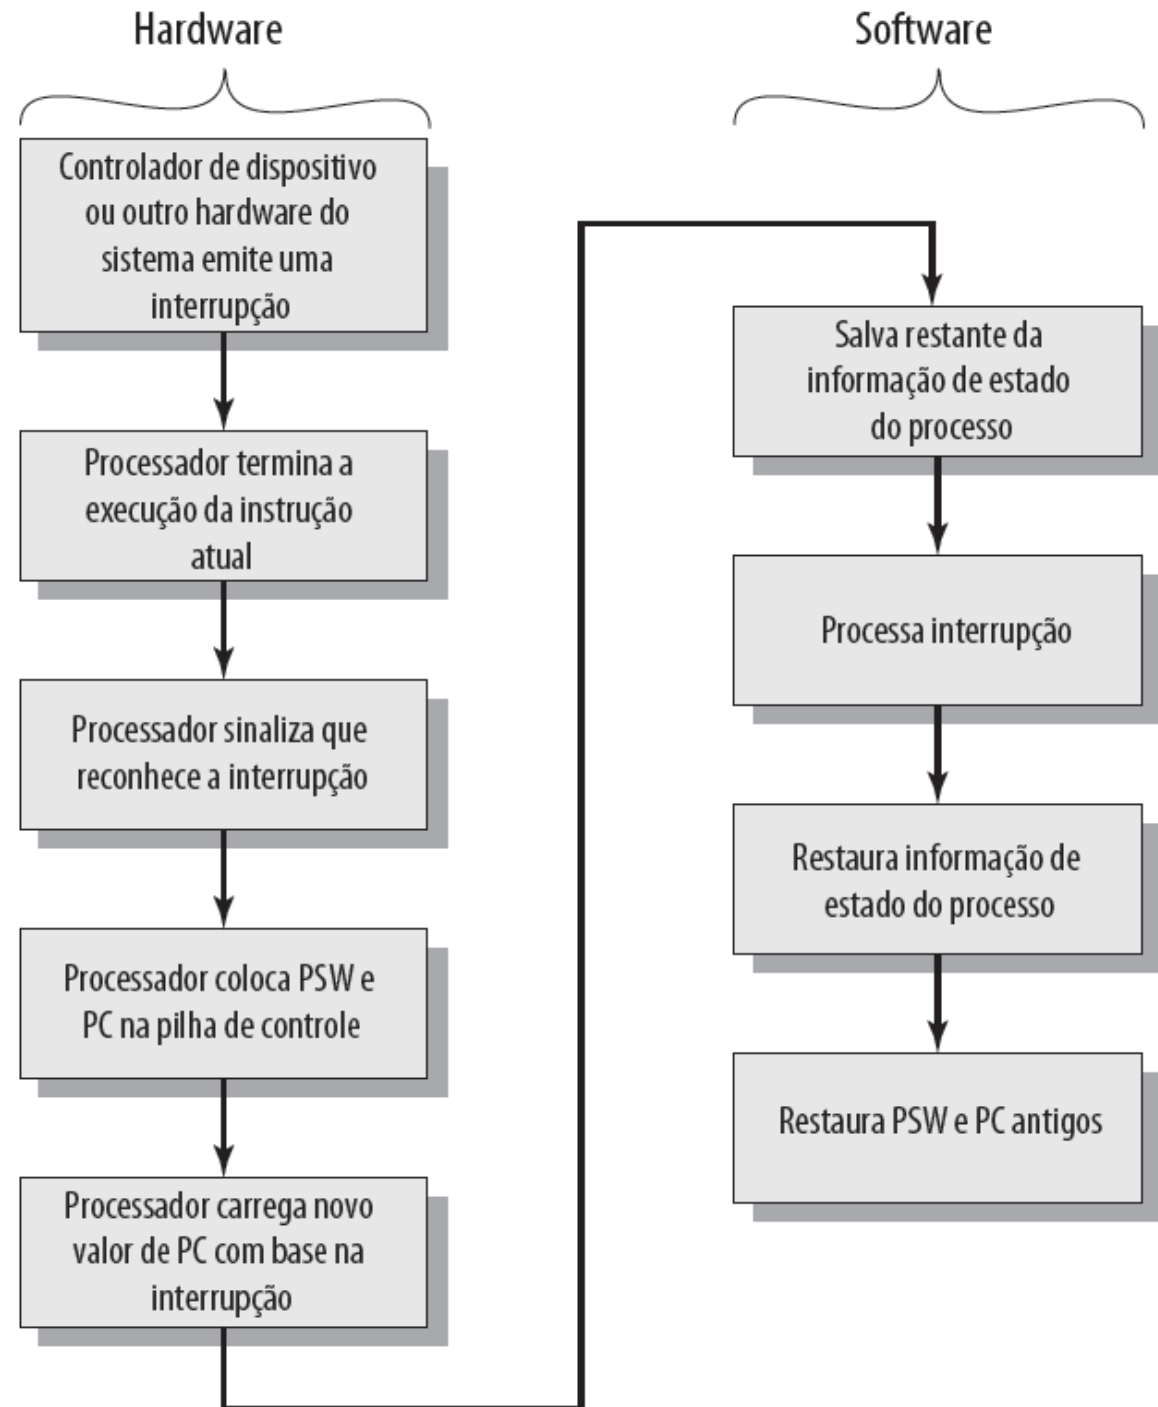 Hardware
Controlador de dispositivo
ou outro hardware do
sistema emite uma
interrupção
Processador termina a
execução da instrução
atual
Processador sinaliza que
reconhece a interrupção
Processador coloca PSW e
PC na pilha de controle
Processador carrega novo
valor de PC com base na
interrupção
Software
Salva restante da
informação de estado
do processo
Processa interrupção
Restaura informação de
estado do processo
Restaura PSW e PC antigos